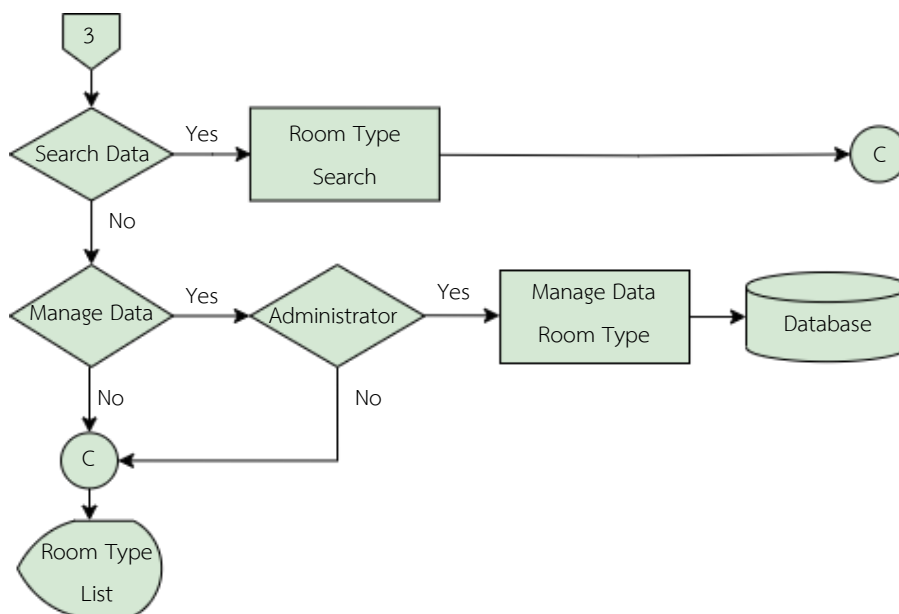 3
Search Data
Yes
Room Type
Search
C
No
Manage Data
Yes
Administrator
Yes
Manage Data
Room Type
Database
No
No
C
Room Type
List